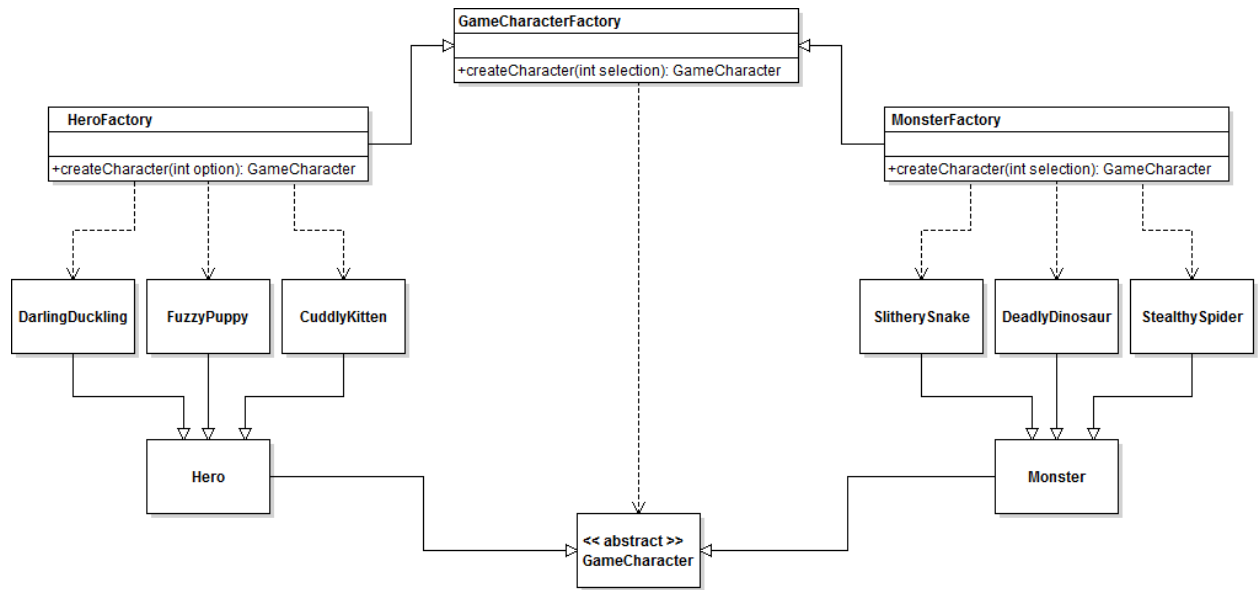 GameCharacterFactory
+createCharacter(int selection): GameCharacter
HeroFactory
+createCharacter(int option): GameCharacter
MonsterFactory
+createCharacter(int selection): GameCharacter
DarlingDuckling
FuzzyPuppy
CuddlyKitten
SlitherySnake
DeadlyDinosaur
StealthySpider
Hero
Monster
<< abstract >>
GameCharacter